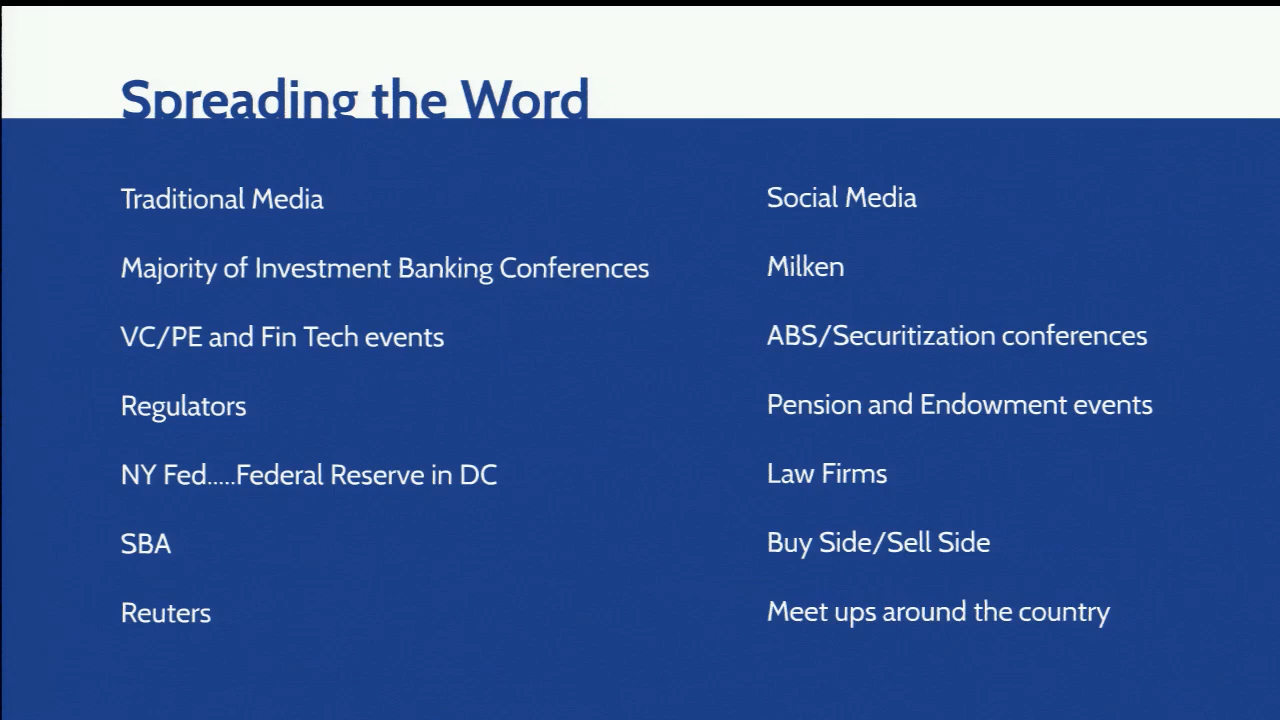 Spreading the Word
Traditional Media
Majority of Investment Banking Conferences
VC/PE and Fin Tech events
Regulators
NY Fed.....Federal Reserve in DC
SBA
Reuters
Social Media
Milken
ABS/Securitization conferences
Pension and Endowment events
Law Firms
Buy Side/Sell Side
Meet ups around the country